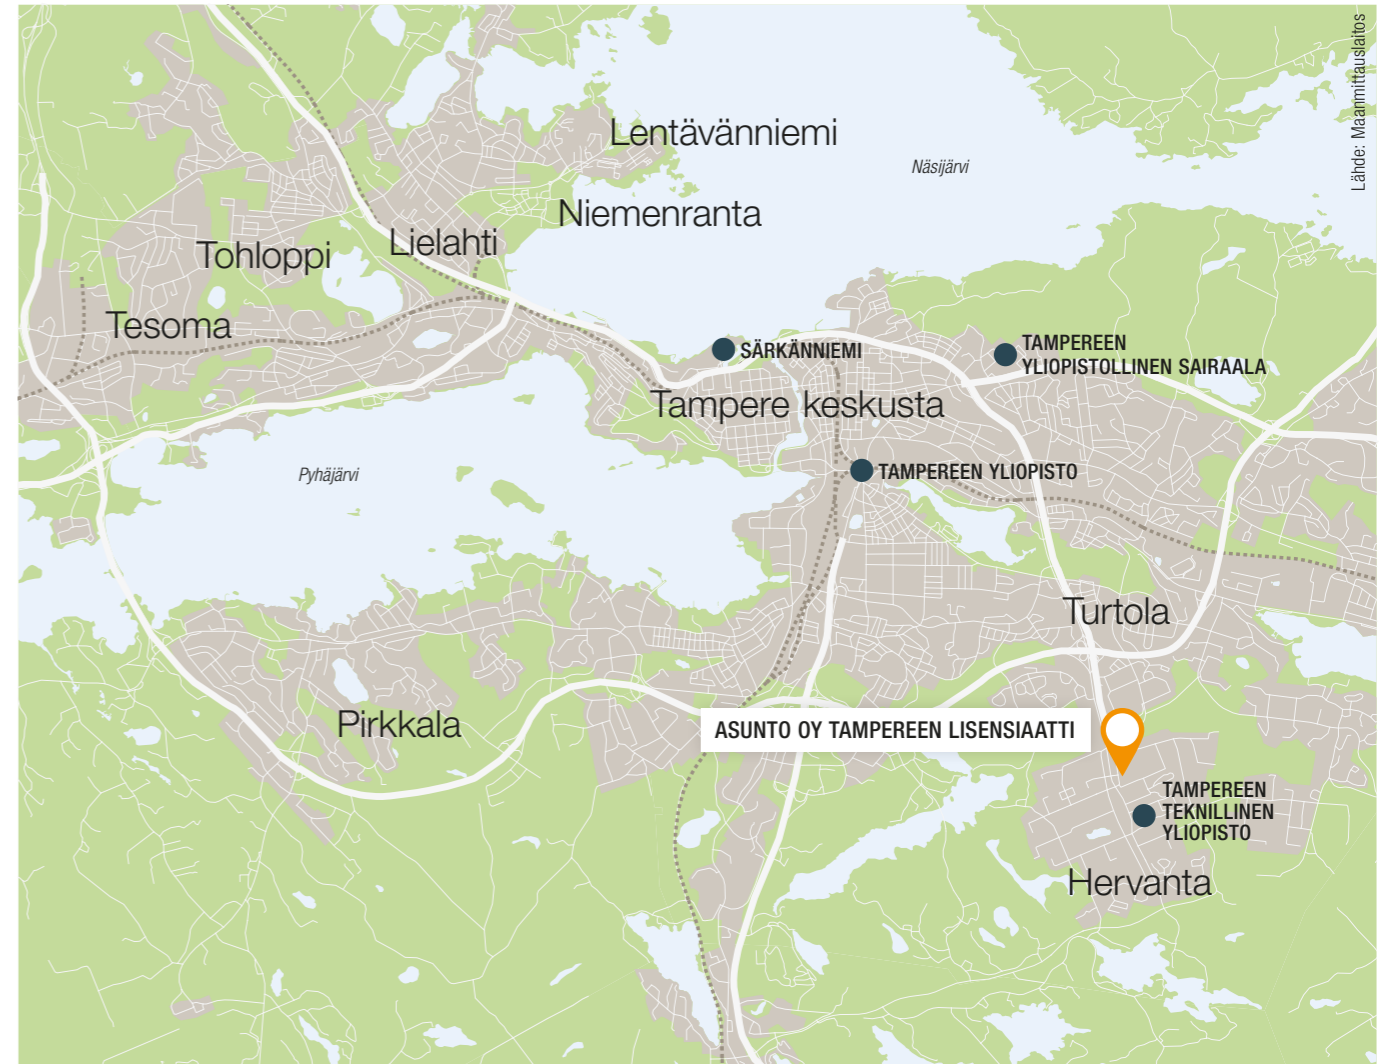 Lähde: Maanmittauslaitos
Lentävänniemi
Näsijärvi
Niemenranta
Lielahti
Tohloppi
Tesoma
SÄRKÄNNIEMI
TAMPEREEN
YLIOPISTOLLINEN SAIRAALA
Tampere keskusta
Pyhäjärvi
TAMPEREEN YLIOPISTO
Turtola
Pirkkala
ASUNTO OY TAMPEREEN LISENSIAATTI
TAMPEREEN
TEKNILLINEN
YLIOPISTO
Hervanta